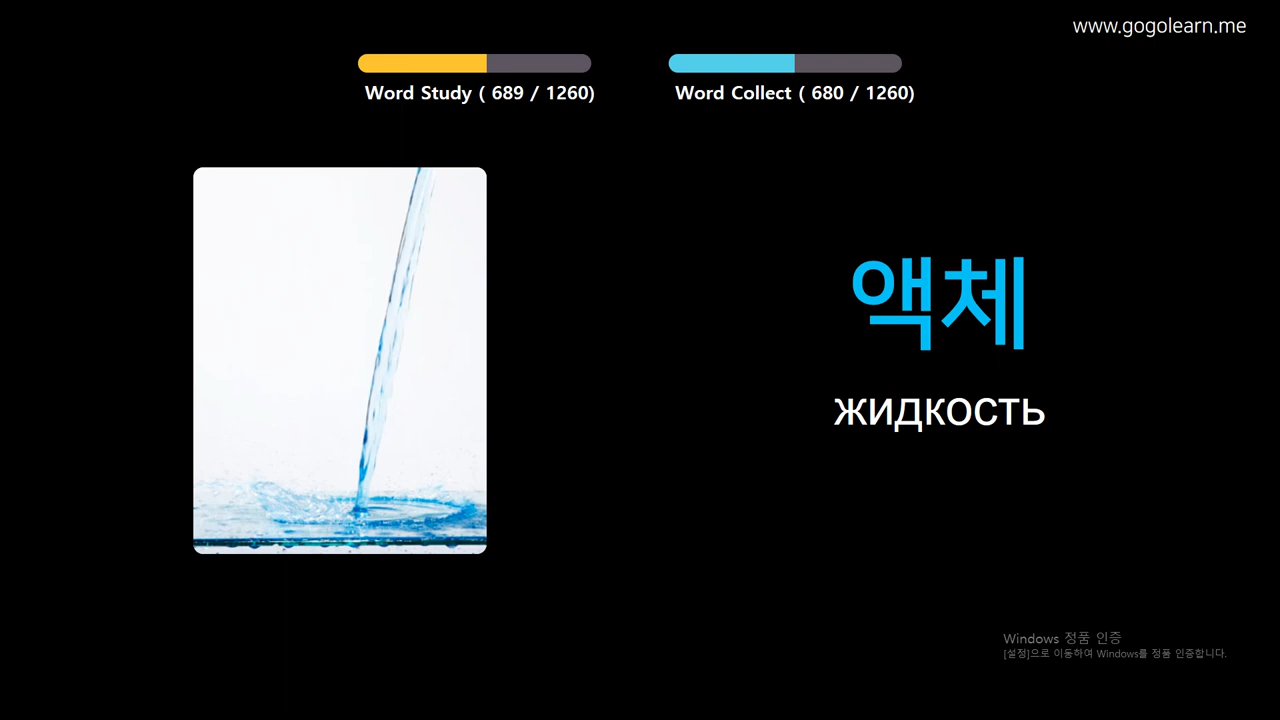 www.gogolearn.me
Word Study ( 689 / 1260)
Word Collect ( 680 / 1260)
액체
жидкость
Windows 정품 인증
[설정]으로 이동하여 Windows를 정품 인증합니다.